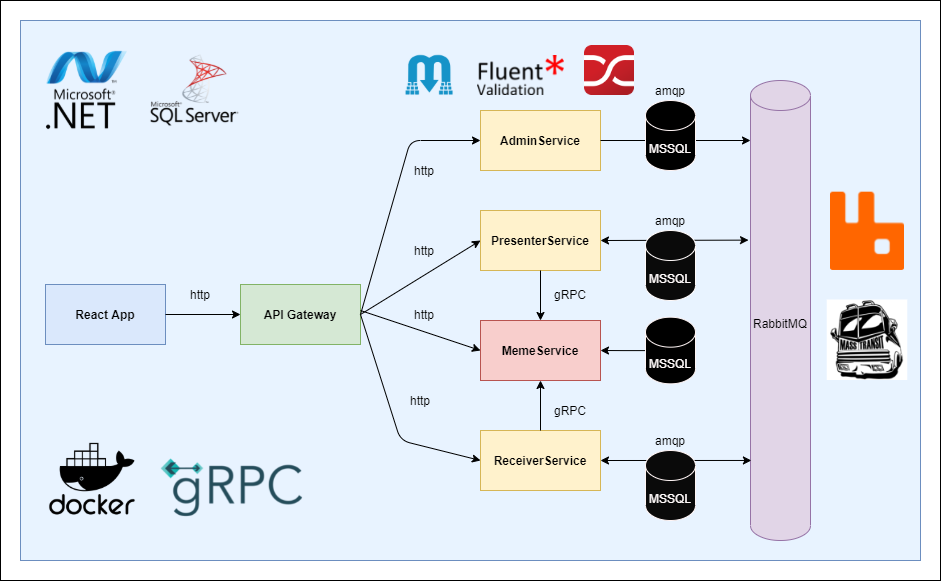 Microsoft®
.NET
Microsoft®
SQL Server®
Fluent*
Validation
amqp
AdminService
MSSQL
http
amqp
http
PresenterService
MSSQL
gRPC
http
React App
API Gateway
http
MemeService
MSSQL
RabbitMQ
MASS TRANSIT
http
gRPC
amqp
ReceiverService
MSSQL
docker
gRPC